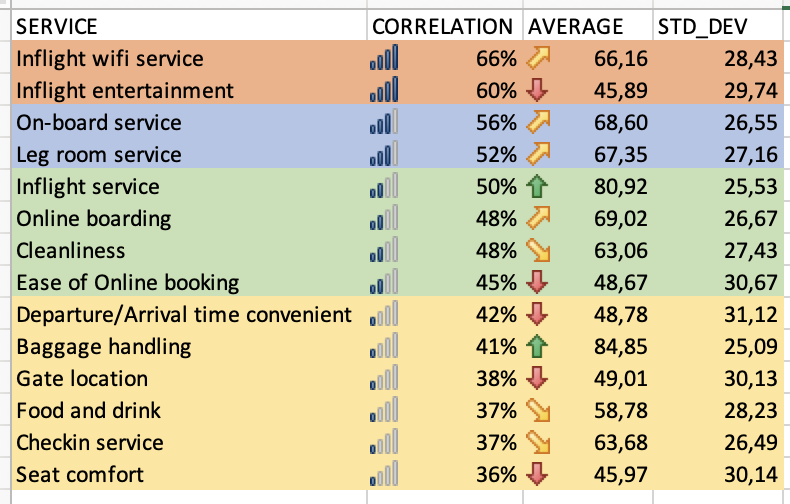 SERVICE CORRELATION AVERAGE STD_DEV
Inflight wifi service 66% 66,16 28,43
Inflight entertainment 60% 45,89 29,74
On-board service 56% 68,60 26,55
Leg room service 52% 67,35 27,16
Inflight service 50% 80,92 25,53
Online boarding 48% 69,02 26,67
Cleanliness 48% 63,06 27,43
Ease of Online booking 45% 48,67 30,67
Departure/Arrival time convenient 42% 48,78 31,12
Baggage handling 41% 84,85 25,09
Gate location 38% 49,01 30,13
Food and drink 37% 58,78 28,23
Checkin service 37% 63,68 26,49
Seat comfort 36% 45,97 30,14